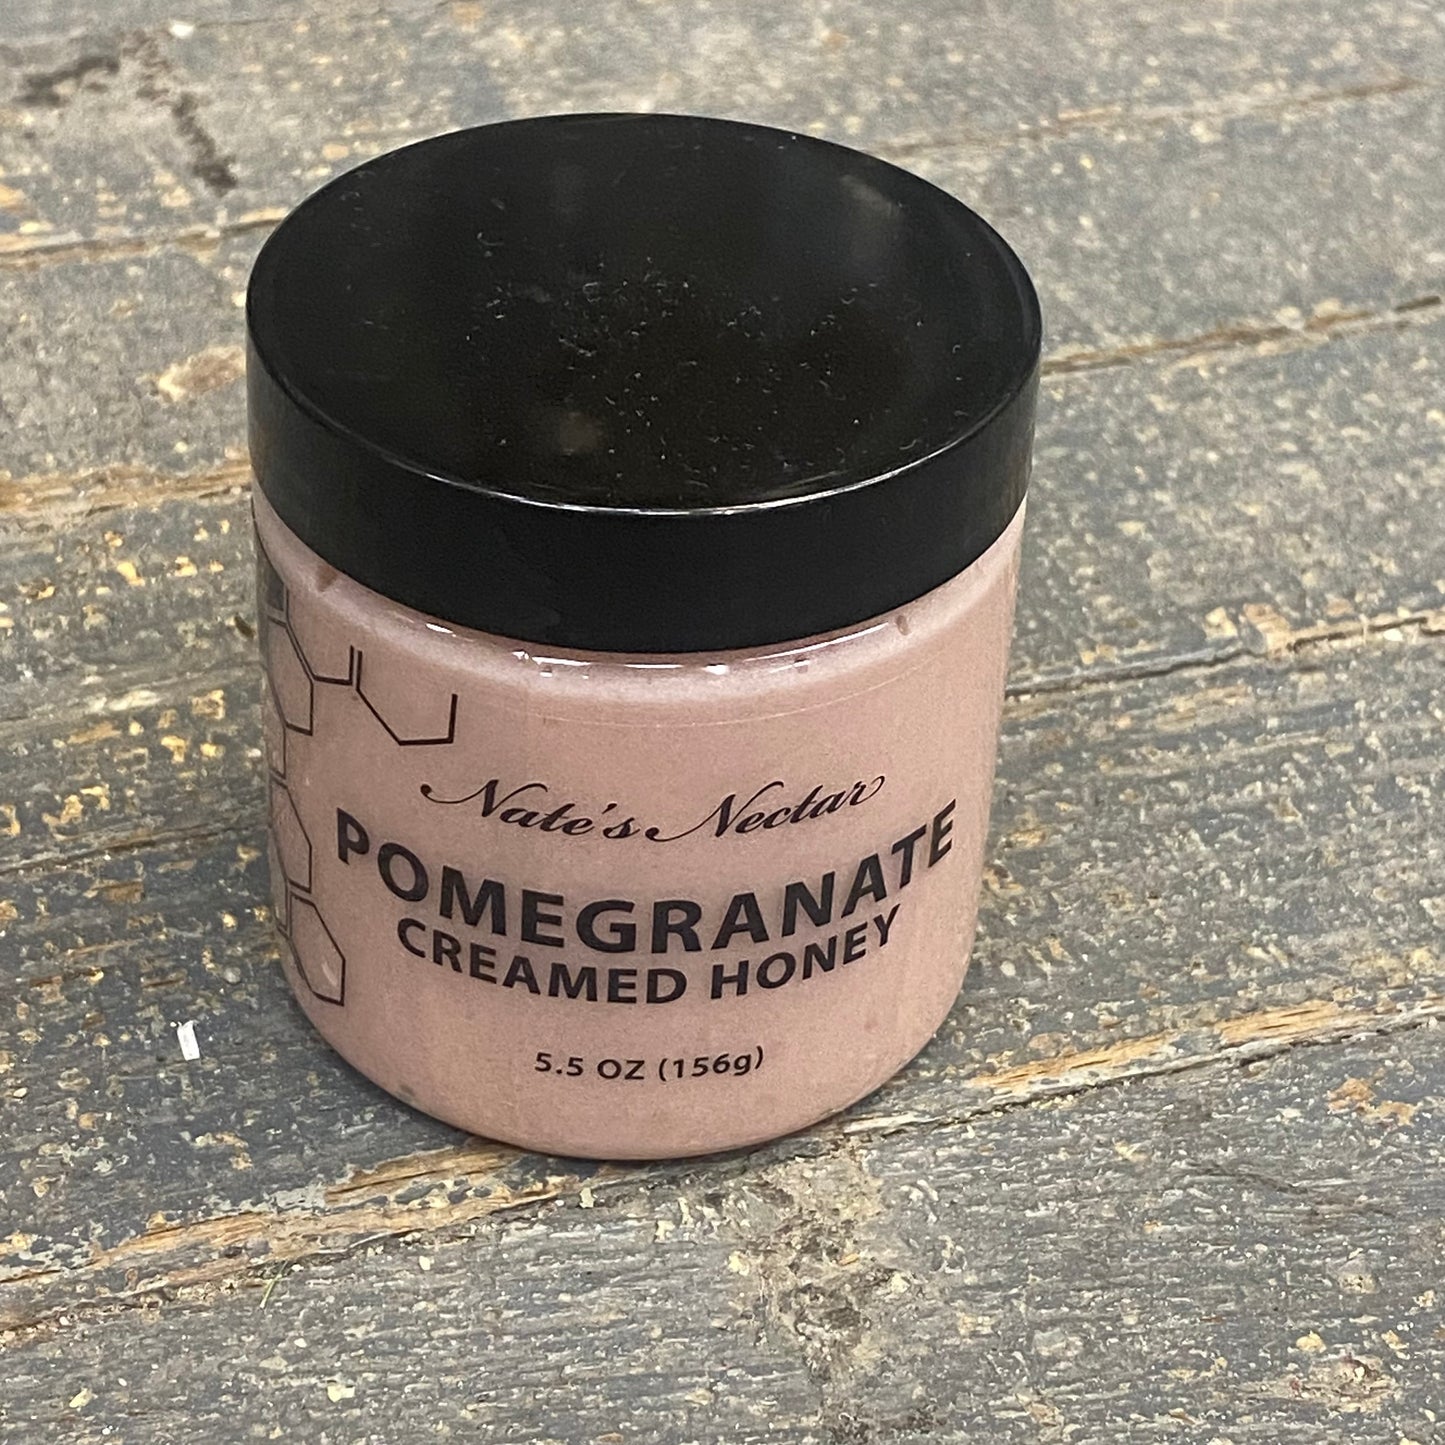 Nate's Nectar
POMEGRANATE
CREAMED HONEY
5.5 OZ (156g)